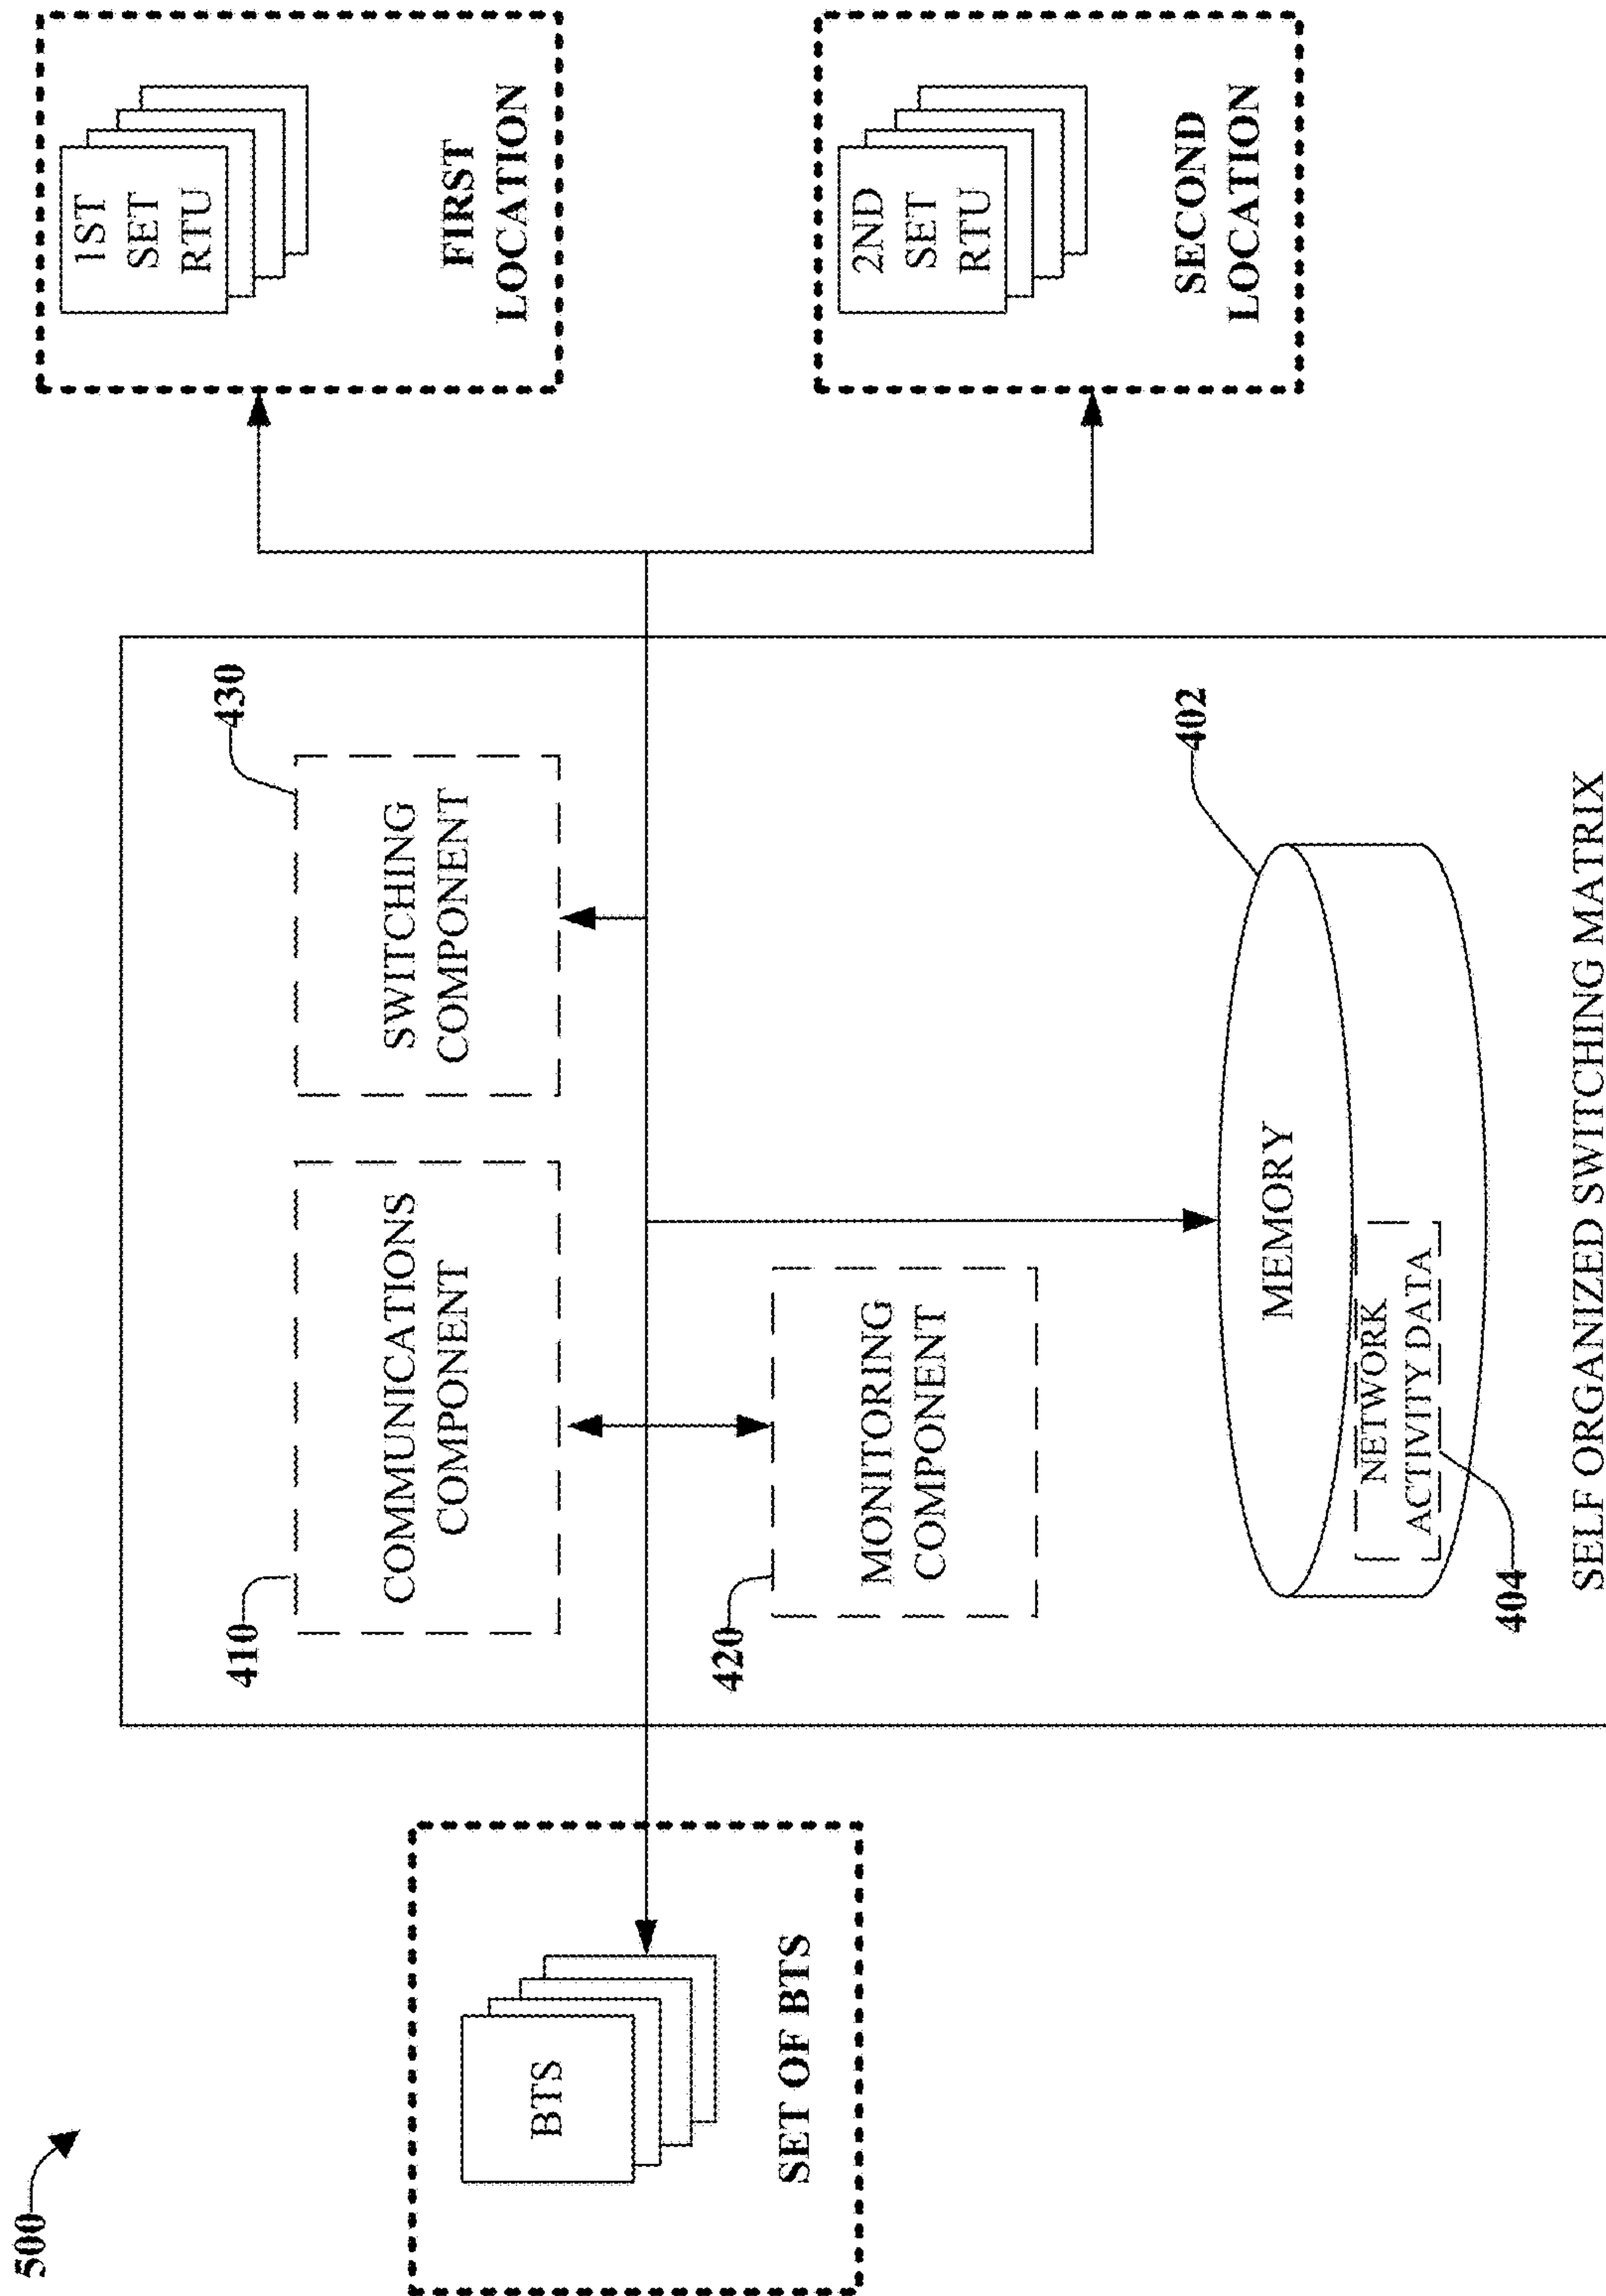 500
BTS
SET OF BTS
410
COMMUNICATIONS
COMPONENT
430
SWITCHING
COMPONENT
420
MONITORING
COMPONENT
402
MEMORY
NETWORK
ACTIVITY DATA
404
SELF ORGANIZED SWITCHING MATRIX
1ST
SET
RTU
FIRST
LOCATION
2ND
SET
RTU
SECOND
LOCATION